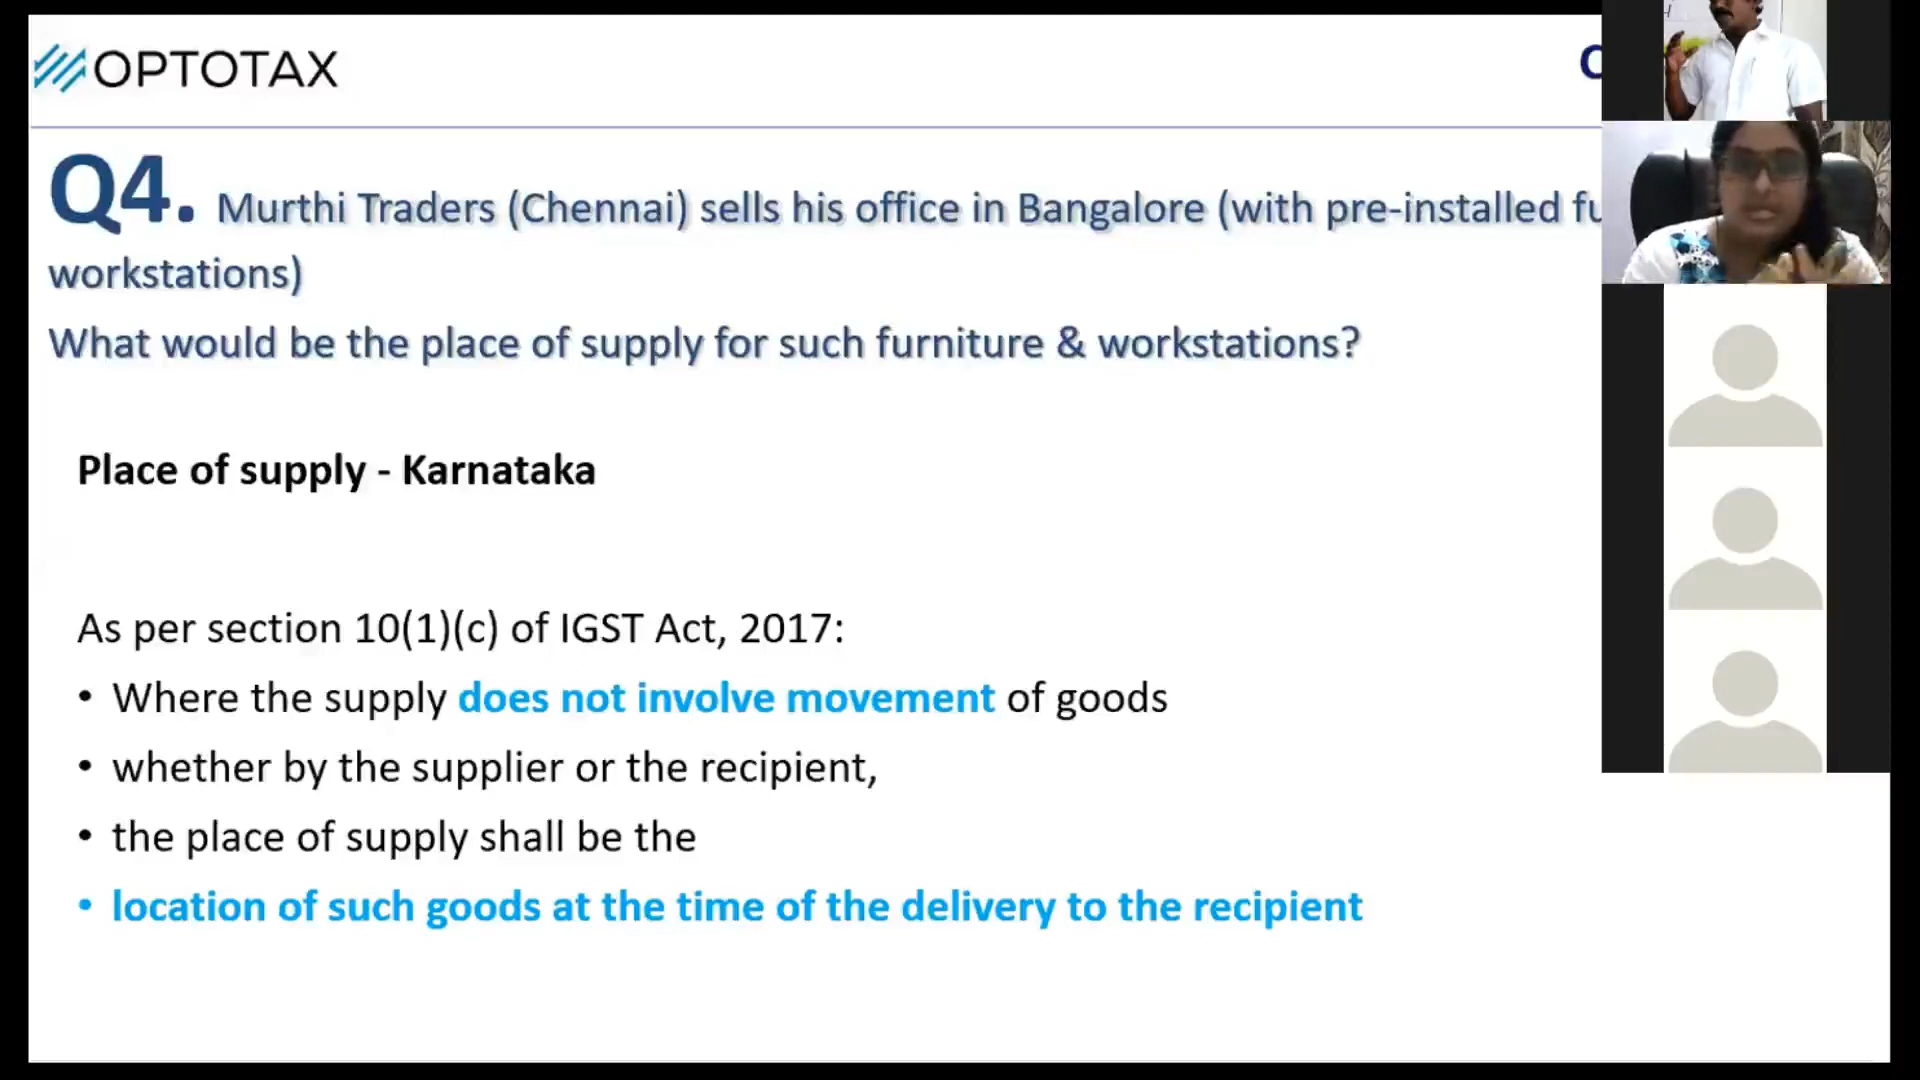 OPTOTAX
Q4. Murthi Traders (Chennai) sells his office in Bangalore (with pre-installed
workstations)
What would be the place of supply for such furniture & workstations?
Place of supply - Karnataka
As per section 10(1)(c) of IGST Act, 2017:
• Where the supply does not involve movement of goods
• whether by the supplier or the recipient,
• the place of supply shall be the
• location of such goods at the time of the delivery to the recipient